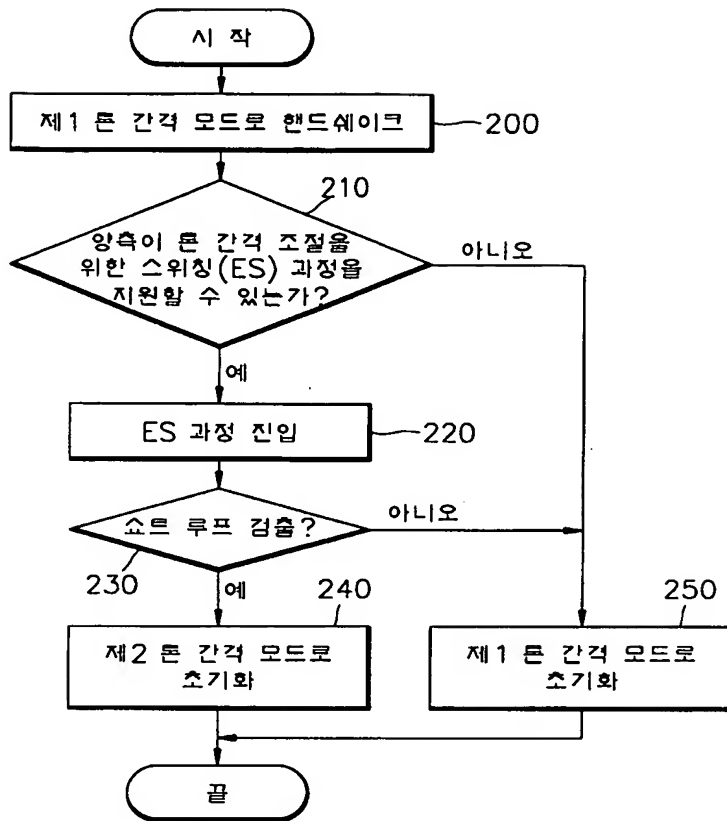 시 작
제1 톤 간격 모드로 핸드쉐이크
200
210
양측이 톤 간격 조절을
위한 스위칭(ES) 과정을
지원할 수 있는가?
아니오
예
ES 과정 진입
220
쇼트 루프 검출?
아니오
230
예
240
250
제2 톤 간격 모드로
초기화
제1 톤 간격 모드로
초기화
끝